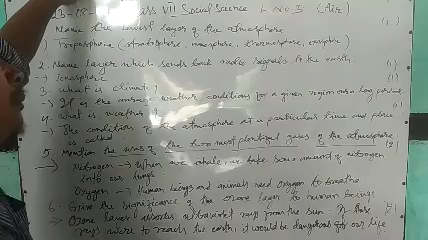 Class VII Social Science L No. 3 (Air)
Name the lowest layer of the atmosphere (1)
Troposphere (stratosphere, mesosphere, thermosphere, exosphere)
2. Name layer which sends back radio signals to the earth. (1)
→ Ionosphere (1)
3. what is climate?
→ It is the average weather conditions for a given region over a long period.
4. what is weather? (1)
→ The condition of the atmosphere at a particular time and place is called
5. Mention the uses of the two most plentiful gases of the atmosphere. (2)
→ Nitrogen → When we inhale we take some amount of nitrogen
into our lungs.
Oxygen → Human beings and animals need oxygen to breathe
6. Give the significance of the ozone layer to human beings. (2)
→ Ozone layer absorbs ultraviolet rays from the sun. If these
rays were to reach the earth, it would be dangerous for our life